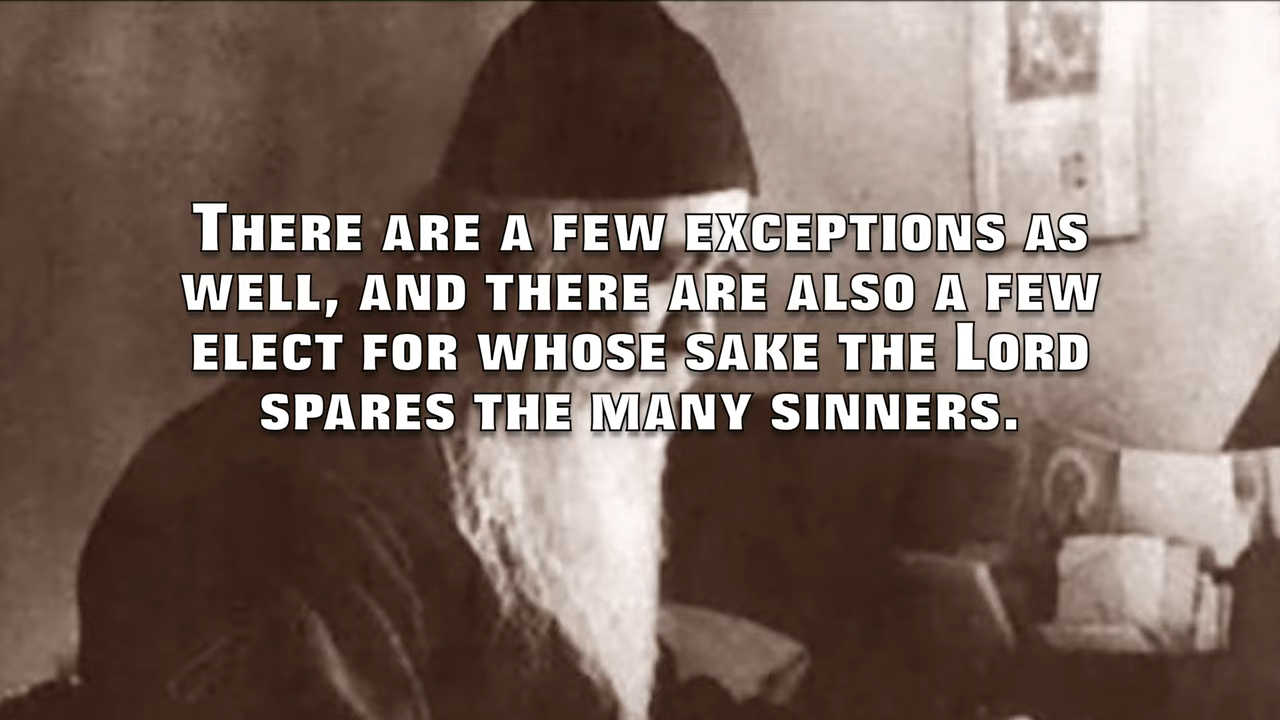 There are a few exceptions as
well, and there are also a few
elect for whose sake the Lord
spares the many sinners.